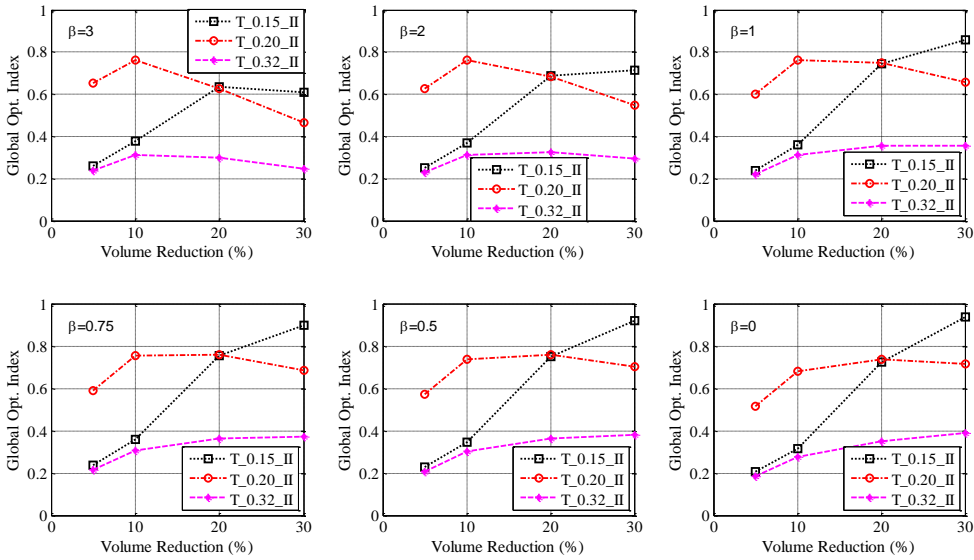 β=3
T_0.15_II
T_0.20_II
T_0.32_II
Global Opt. Index
1
0.8
0.6
0.4
0.2
0
0 10 20 30
Volume Reduction (%)
β=2
T_0.15_II
T_0.20_II
T_0.32_II
Global Opt. Index
1
0.8
0.6
0.4
0.2
0
0 10 20 30
Volume Reduction (%)
β=1
T_0.15_II
T_0.20_II
T_0.32_II
Global Opt. Index
1
0.8
0.6
0.4
0.2
0
0 10 20 30
Volume Reduction (%)
β=0.75
T_0.15_II
T_0.20_II
T_0.32_II
Global Opt. Index
1
0.8
0.6
0.4
0.2
0
0 10 20 30
Volume Reduction (%)
β=0.5
T_0.15_II
T_0.20_II
T_0.32_II
Global Opt. Index
1
0.8
0.6
0.4
0.2
0
0 10 20 30
Volume Reduction (%)
β=0
T_0.15_II
T_0.20_II
T_0.32_II
Global Opt. Index
1
0.8
0.6
0.4
0.2
0
0 10 20 30
Volume Reduction (%)